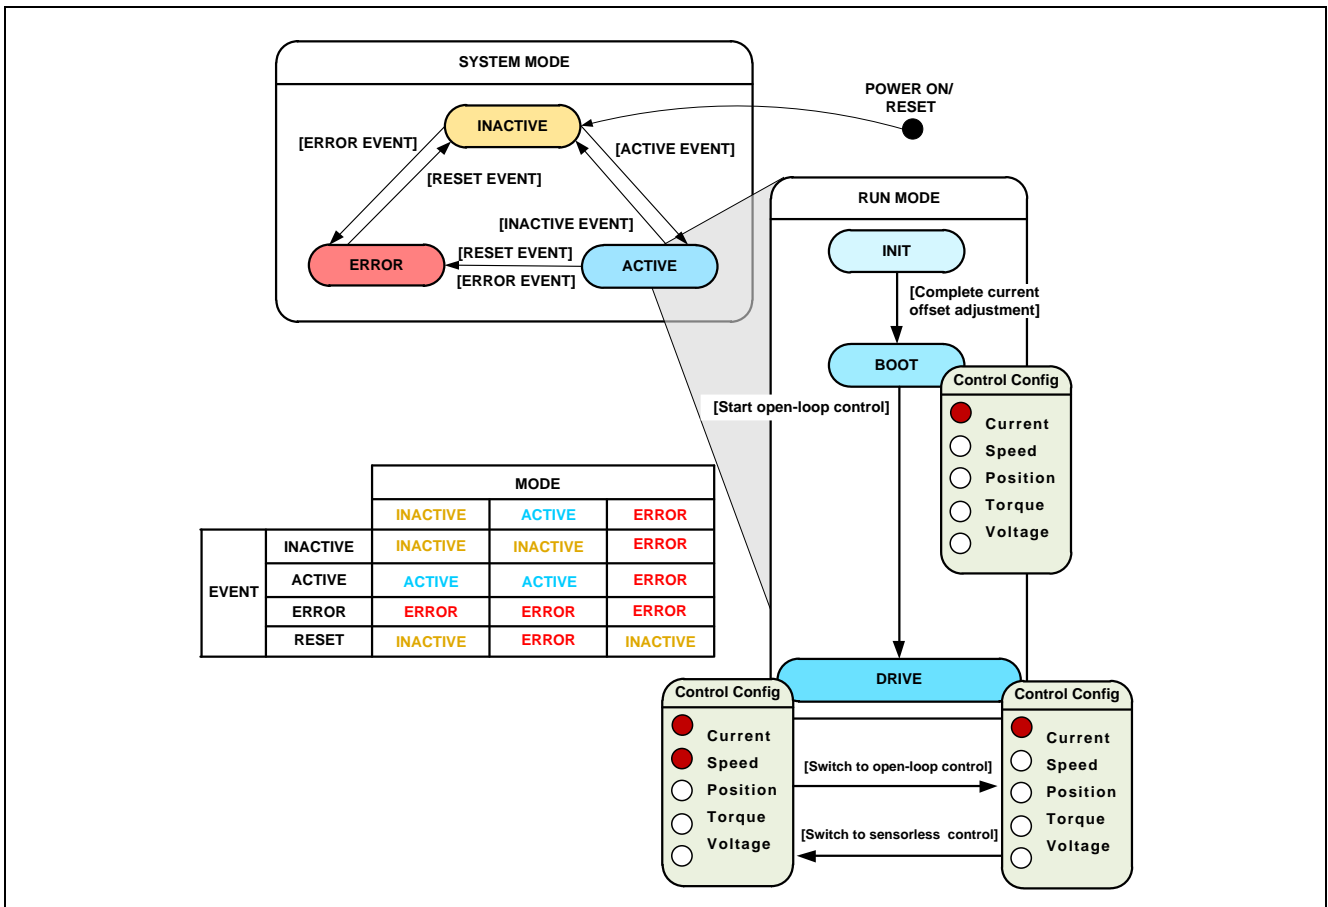 SYSTEM MODE
POWER ON/
RESET
INACTIVE
[ERROR EVENT]
[ACTIVE EVENT]
[RESET EVENT]
[INACTIVE EVENT]
[RESET EVENT]
ERROR
ACTIVE
[ERROR EVENT]
RUN MODE
INIT
[Complete current
offset adjustment]
BOOT
Control Config
[Start open-loop control]
Current
Speed
Position
Torque
Voltage
MODE
INACTIVE ACTIVE ERROR
EVENT
INACTIVE INACTIVE INACTIVE ERROR
ACTIVE ACTIVE ACTIVE ERROR
ERROR ERROR ERROR ERROR
RESET INACTIVE ERROR INACTIVE
DRIVE
Control Config
Current
Speed
Position
Torque
Voltage
[Switch to open-loop control]
[Switch to sensorless control]
Control Config
Current
Speed
Position
Torque
Voltage